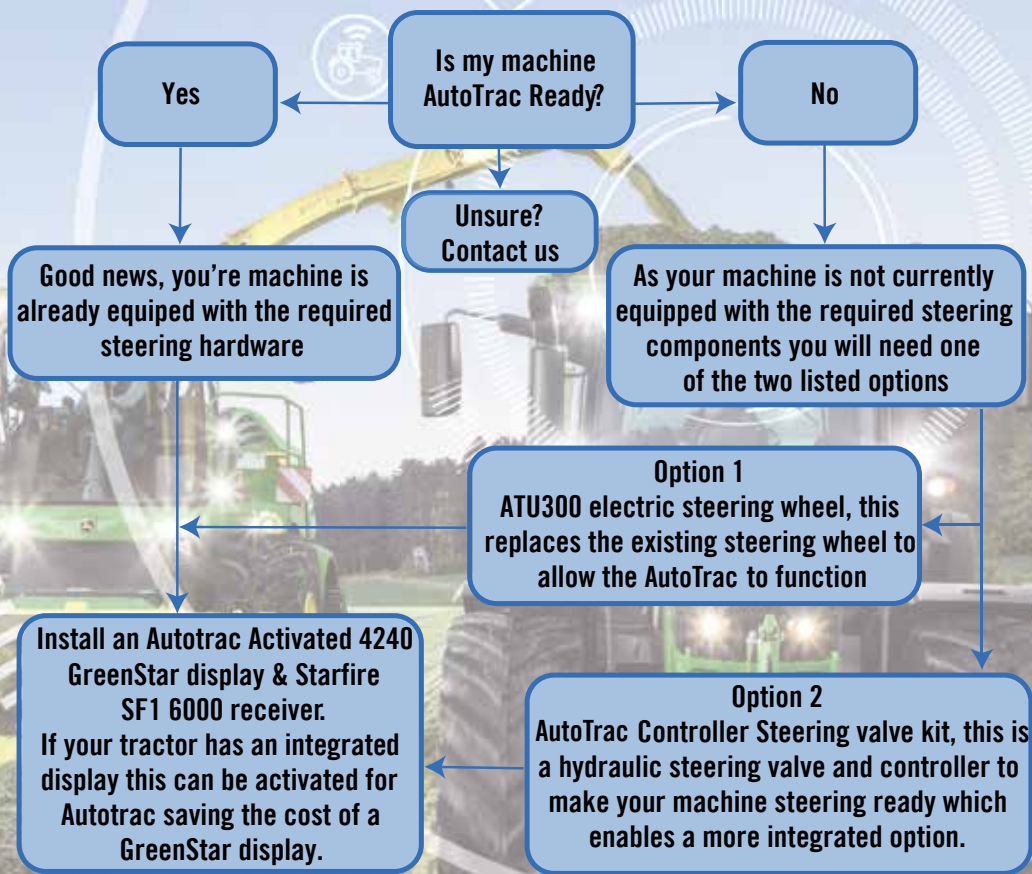 Is my machine
AutoTrac Ready?
Yes
No
Unsure?
Contact us
Good news, you’re machine is
already equiped with the required
steering hardware
As your machine is not currently
equipped with the required steering
components you will need one
of the two listed options
Option 1
ATU300 electric steering wheel, this
replaces the existing steering wheel to
allow the AutoTrac to function
Option 2
AutoTrac Controller Steering valve kit, this is
a hydraulic steering valve and controller to
make your machine steering ready which
enables a more integrated option.
Install an Autotrac Activated 4240
GreenStar display & Starfire
SF1 6000 receiver.
If your tractor has an integrated
display this can be activated for
Autotrac saving the cost of a
GreenStar display.